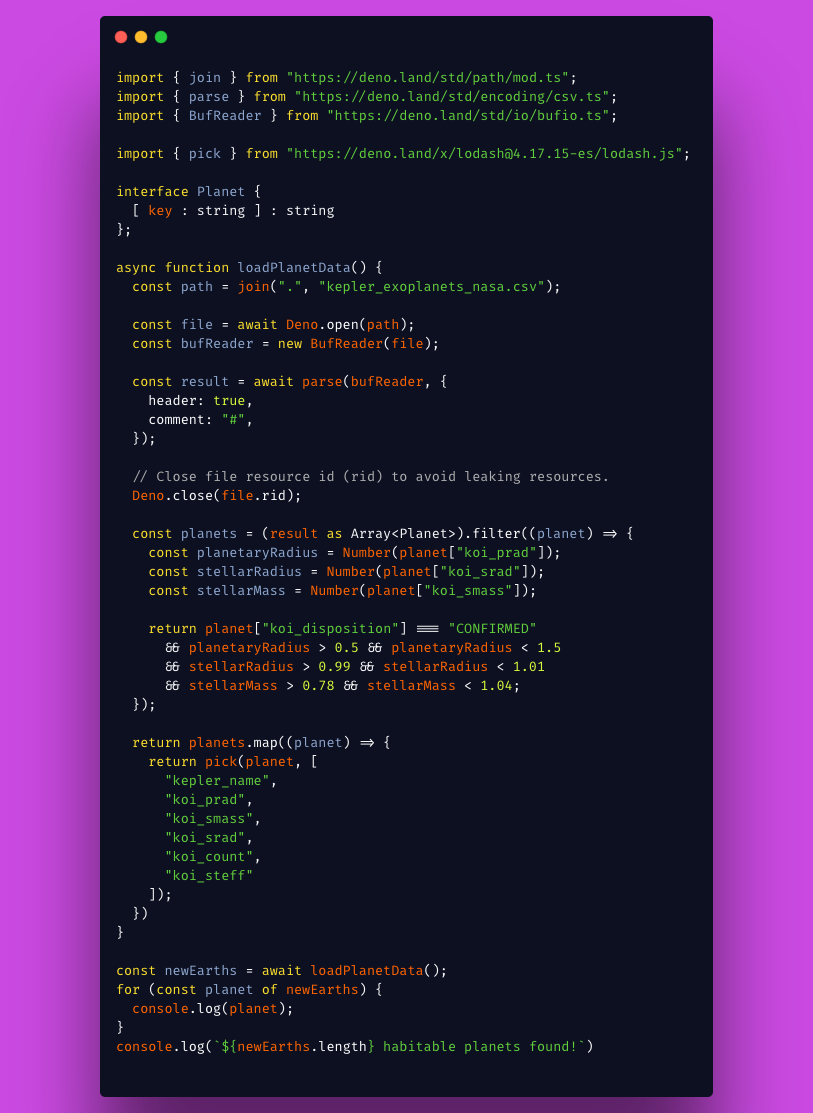 import { join } from "https://deno.land/std/path/mod.ts";
import { parse } from "https://deno.land/std/encoding/csv.ts";
import { BufReader } from "https://deno.land/std/io/bufio.ts";

import { pick } from "https://deno.land/x/lodash@4.17.15-es/lodash.js";

interface Planet {
  [ key : string ] : string
};

async function loadPlanetData() {
  const path = join(".", "kepler_exoplanets_nasa.csv");

  const file = await Deno.open(path);
  const bufReader = new BufReader(file);

  const result = await parse(bufReader, {
    header: true,
    comment: "#",
  });

  // Close file resource id (rid) to avoid leaking resources.
  Deno.close(file.rid);

  const planets = (result as Array<Planet>).filter((planet) => {
    const planetaryRadius = Number(planet["koi_prad"]);
    const stellarRadius = Number(planet["koi_srad"]);
    const stellarMass = Number(planet["koi_smass"]);

    return planet["koi_disposition"] === "CONFIRMED"
      && planetaryRadius > 0.5 && planetaryRadius < 1.5
      && stellarRadius > 0.99 && stellarRadius < 1.01
      && stellarMass > 0.78 && stellarMass < 1.04;
  });

  return planets.map((planet) => {
    return pick(planet, [
      "kepler_name",
      "koi_prad",
      "koi_smass",
      "koi_srad",
      "koi_count",
      "koi_steff"
    ]);
  })
}

const newEarths = await loadPlanetData();
for (const planet of newEarths) {
  console.log(planet);
}
console.log(`${newEarths.length} habitable planets found!`)